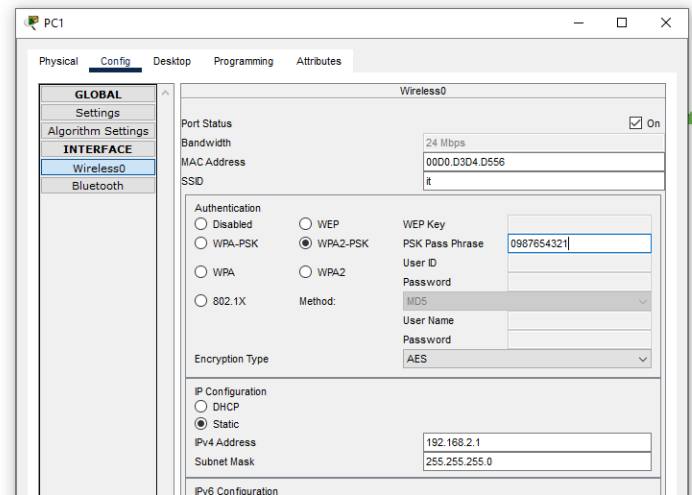 PC1
Physical Config Desktop Programming Attributes
GLOBAL
Settings
Algorithm Settings
INTERFACE
Wireless0
Bluetooth
Wireless0
Port Status On
Bandwidth 24 Mbps
MAC Address 00D0.D3D4.D556
SSID it
Authentication
Disabled WEP WEP Key
WPA-PSK WPA2-PSK PSK Pass Phrase 0987654321
User ID
WPA WPA2
Password
802.1X Method: MD5
User Name
Password
Encryption Type AES
IP Configuration
DHCP
Static
IPv4 Address 192.168.2.1
Subnet Mask 255.255.255.0
IPv6 Configuration